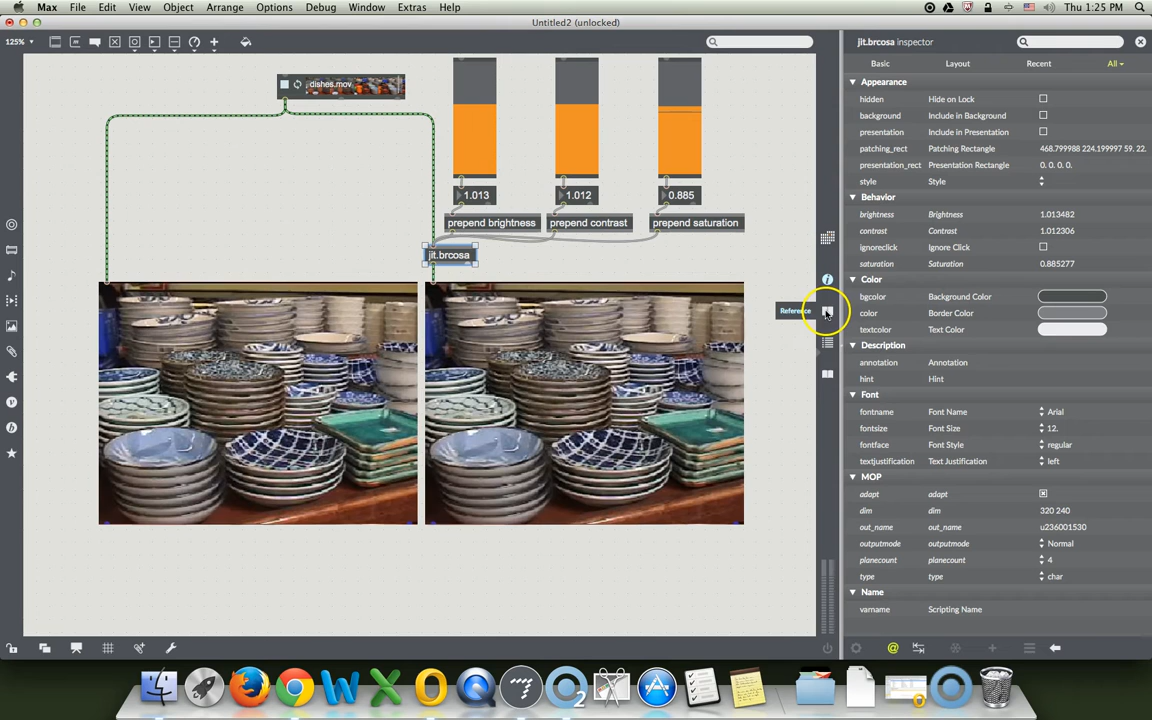 Max File Edit View Object Arrange Options Debug Window Extras Help
Thu 1:25 PM
Untitled2 (unlocked)
125%
jit.brcosa inspector
Basic Layout Recent All
dishes.mov
1.013 1.012 0.885
prepend brightness prepend contrast prepend saturation
jit.brcosa
Reference
Appearance
hidden Hide on Lock
background Include in Background
presentation Include in Presentation
patching_rect Patching Rectangle 468.799988 224.199997 59. 22.
presentation_rect Presentation Rectangle 0. 0. 0. 0.
style Style
Behavior
brightness Brightness 1.013482
contrast Contrast 1.012306
ignoreclick Ignore Click
saturation Saturation 0.885277
Color
bgcolor Background Color
color Border Color
textcolor Text Color
Description
annotation Annotation
hint Hint
Font
fontname Font Name Arial
fontsize Font Size 12.
fontface Font Style regular
textjustification Text Justification left
MOP
adapt adapt
dim dim 320 240
out_name out_name u236001530
outputmode outputmode Normal
planecount planecount 4
type type char
Name
varname Scripting Name
2